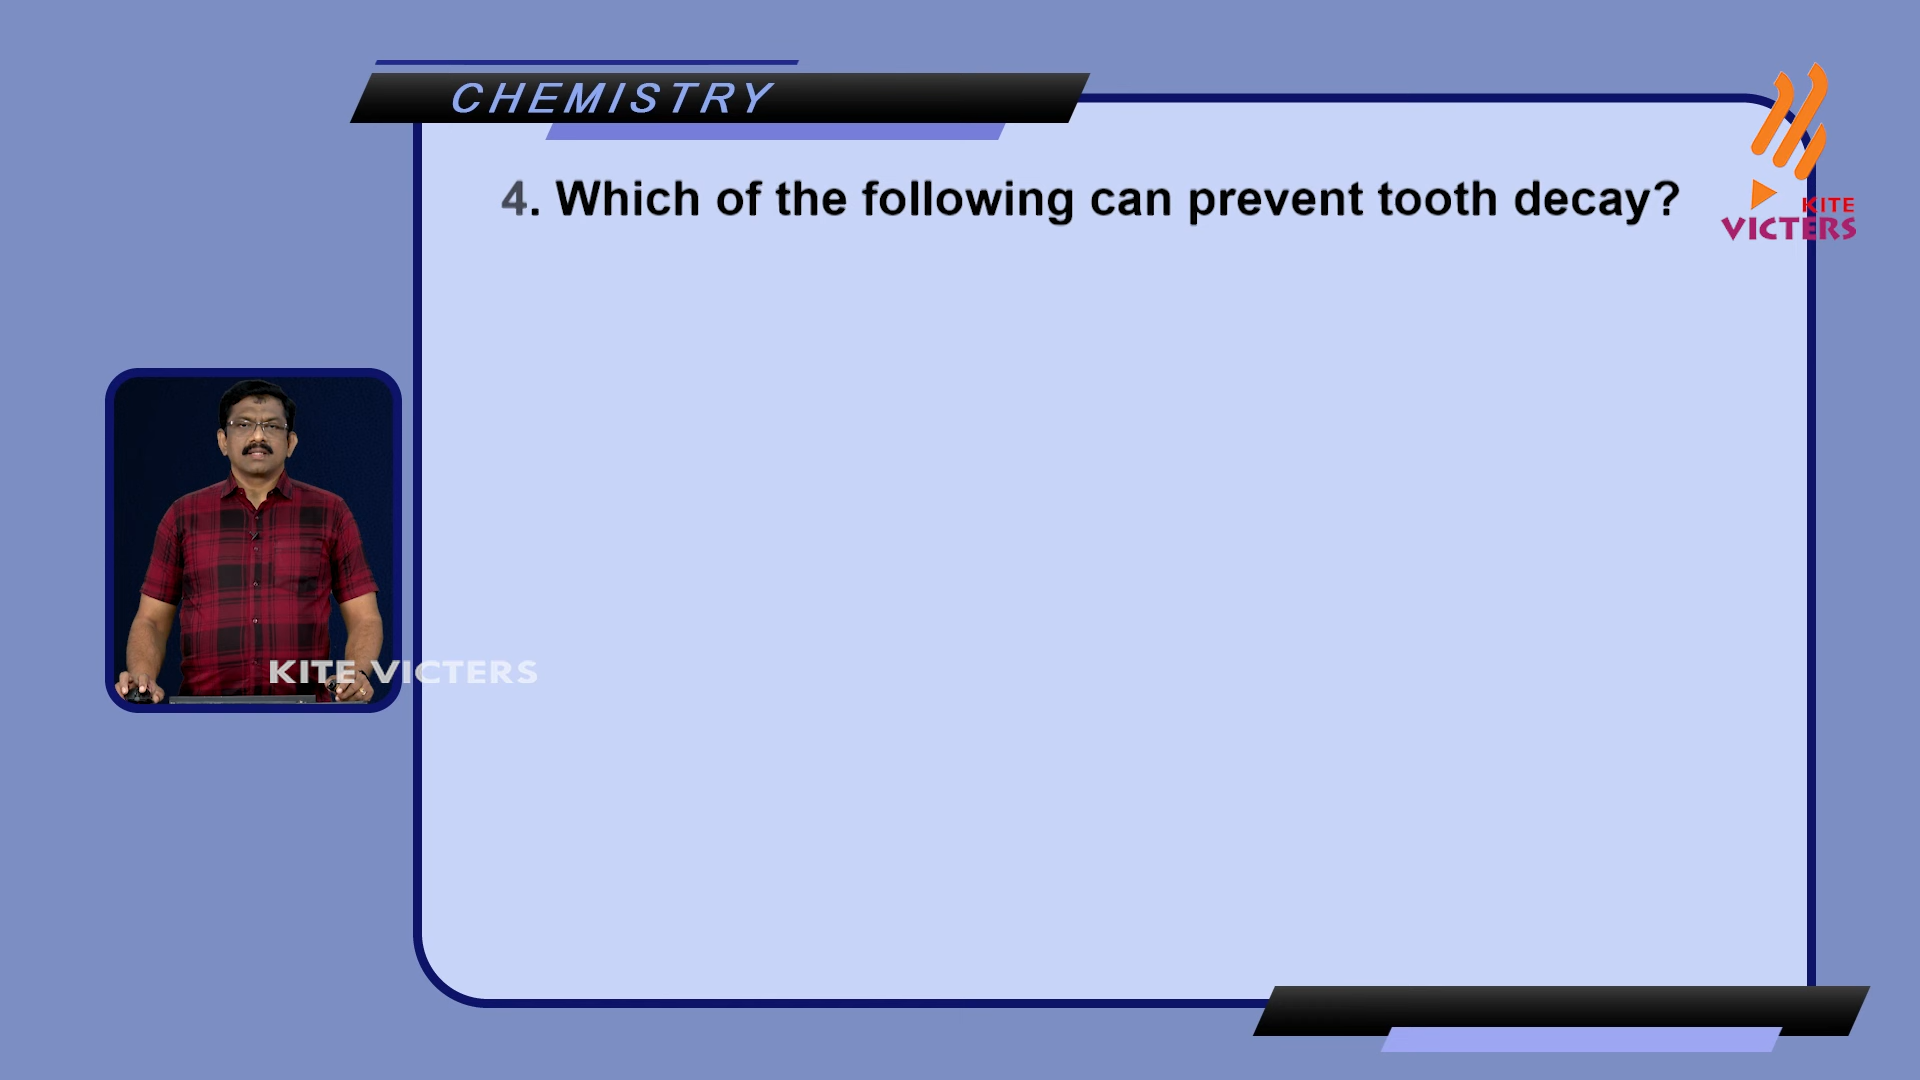 CHEMISTRY
4. Which of the following can prevent tooth decay?
KITE
VICTERS
KITE VICTERS